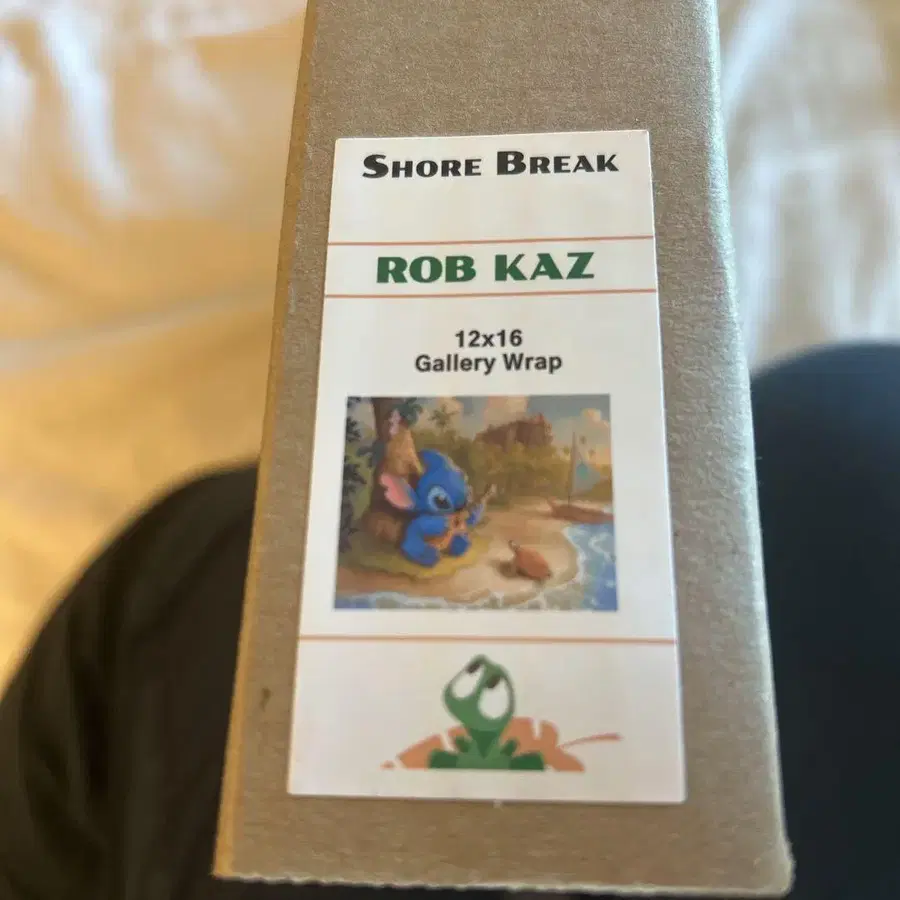 SHORE BREAK
ROB KAZ
12x16
Gallery Wrap